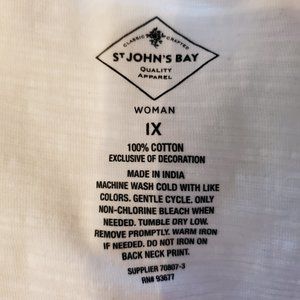 CLASSIC CRAFTED
ST JOHN'S BAY
QUALITY
APPAREL
WOMAN
1X
100% COTTON
EXCLUSIVE OF DECORATION
MADE IN INDIA
MACHINE WASH COLD WITH LIKE
COLORS. GENTLE CYCLE. ONLY
NON-CHLORINE BLEACH WHEN
NEEDED. TUMBLE DRY LOW.
REMOVE PROMPTLY. WARM IRON
IF NEEDED. DO NOT IRON ON
BACK NECK PRINT.
SUPPLIER 70807-3
RN# 93677